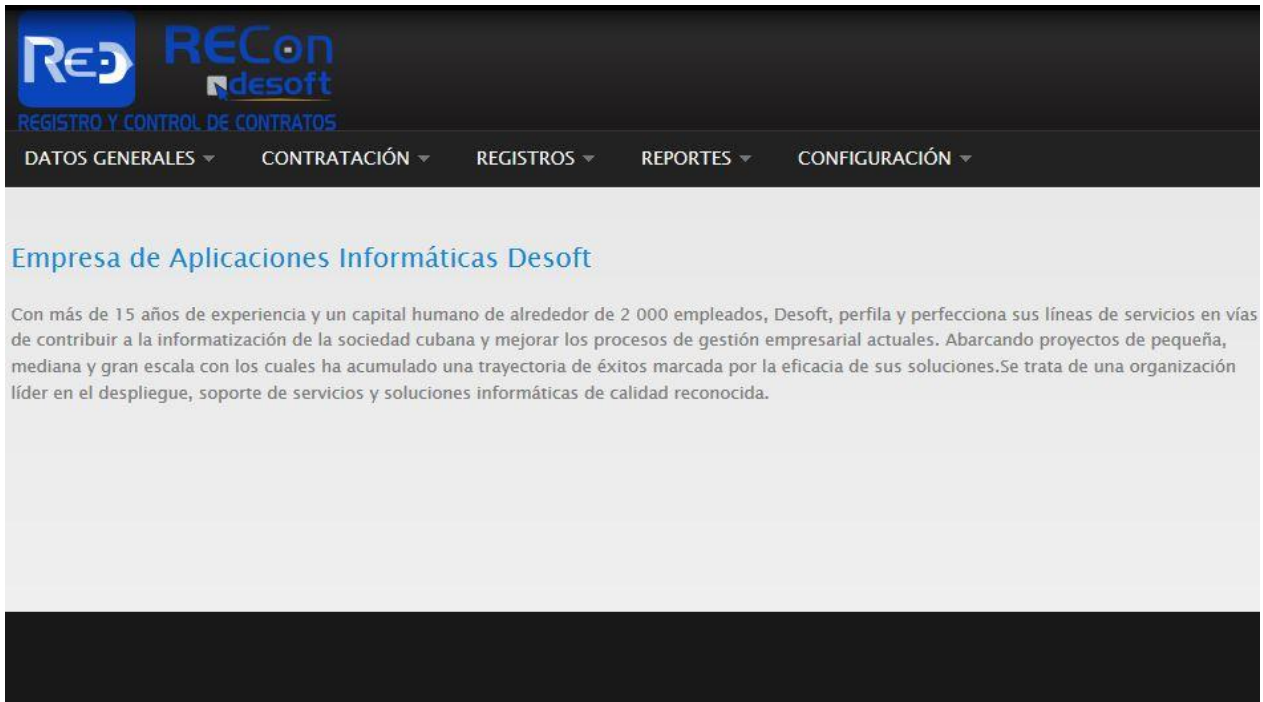 RED
RECon
desoft
REGISTRO Y CONTROL DE CONTRATOS
DATOS GENERALES CONTRATACIÓN REGISTROS REPORTES CONFIGURACIÓN
Empresa de Aplicaciones Informáticas Desoft
Con más de 15 años de experiencia y un capital humano de alrededor de 2 000 empleados, Desoft, perfila y perfecciona sus líneas de servicios en vías
de contribuir a la informatización de la sociedad cubana y mejorar los procesos de gestión empresarial actuales. Abarcando proyectos de pequeña,
mediana y gran escala con los cuales ha acumulado una trayectoria de éxitos marcada por la eficacia de sus soluciones.Se trata de una organización
líder en el despliegue, soporte de servicios y soluciones informáticas de calidad reconocida.